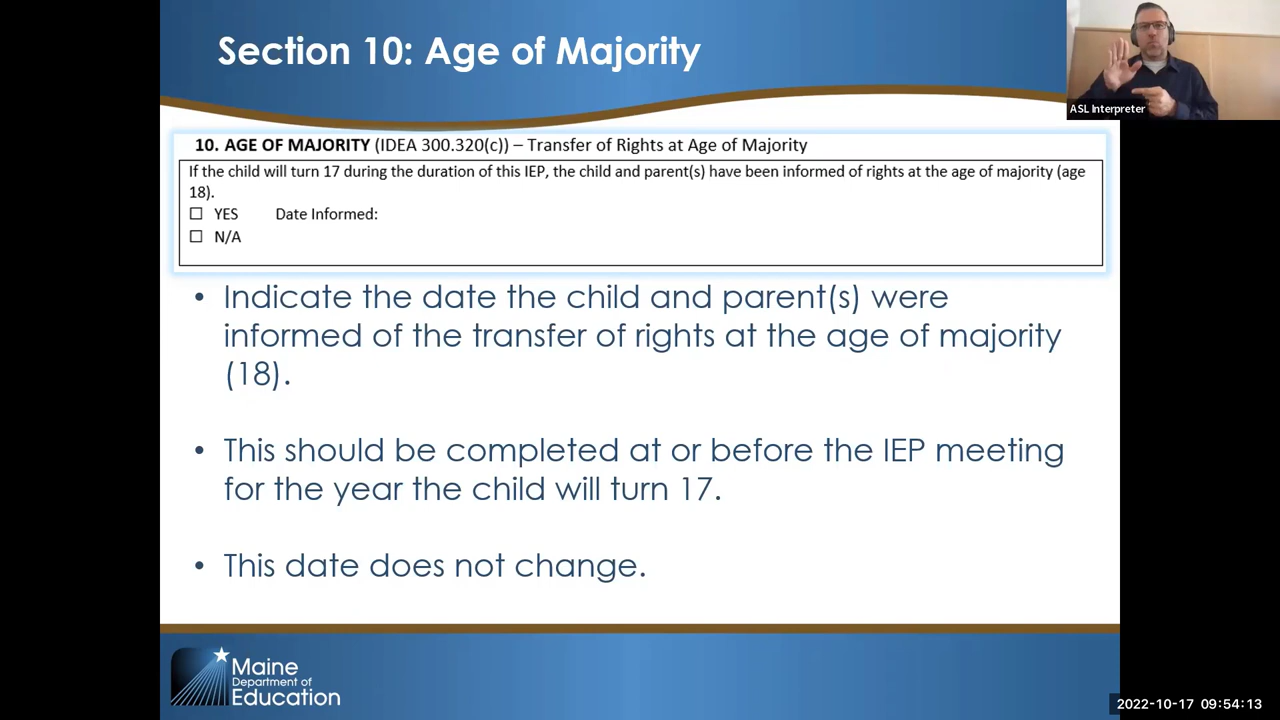 Section 10: Age of Majority
ASL Interpreter
10. AGE OF MAJORITY (IDEA 300.320(c)) – Transfer of Rights at Age of Majority
If the child will turn 17 during the duration of this IEP, the child and parent(s) have been informed of rights at the age of majority (age
18).
☐ YES Date Informed:
☐ N/A
• Indicate the date the child and parent(s) were
informed of the transfer of rights at the age of majority
(18).
• This should be completed at or before the IEP meeting
for the year the child will turn 17.
• This date does not change.
Maine
Department of
Education
2022-10-17 09:54:13